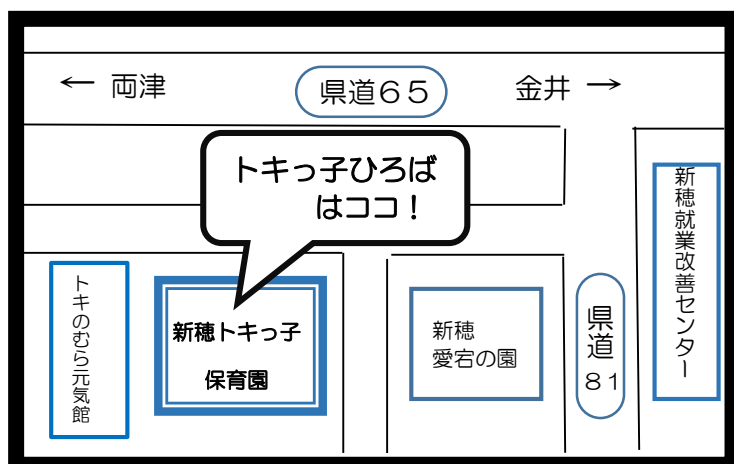 ← 両津
県道65
金井 →
トキっ子ひろば
はココ！
新穂就業改善センター
トキのむら元気館
新穂トキっ子
保育園
新穂
愛宕の園
県道
81